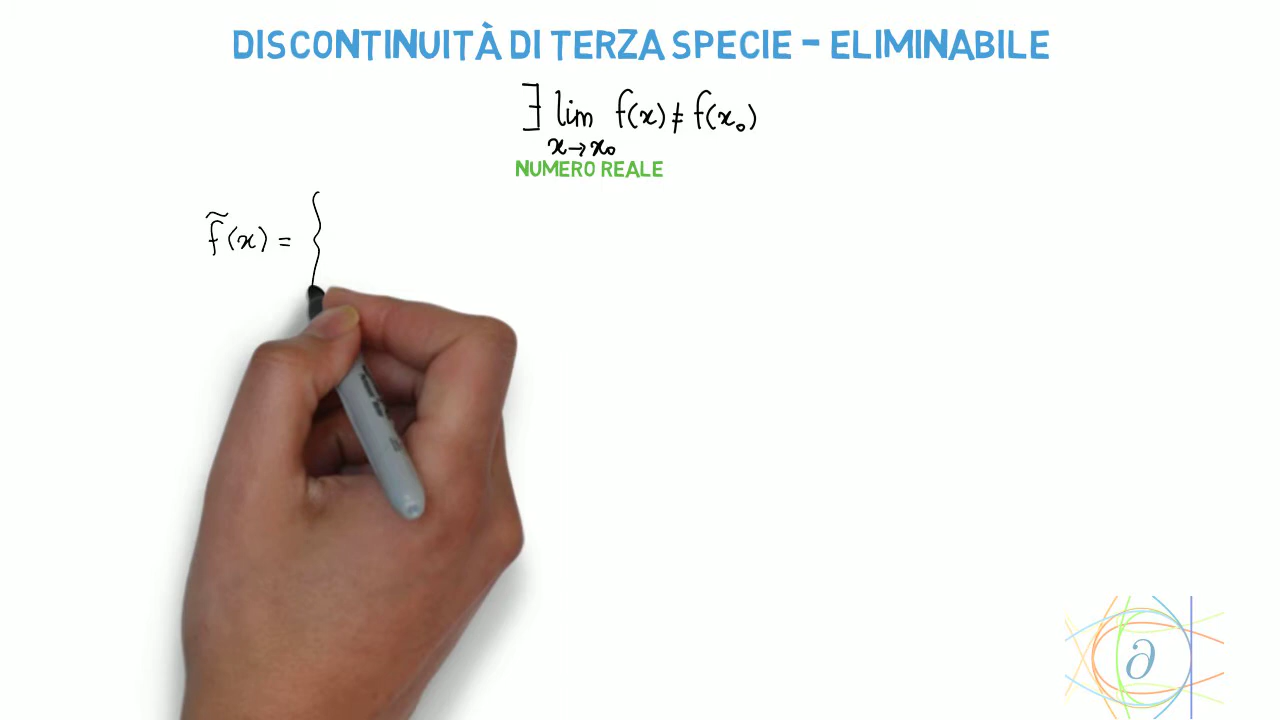 DISCONTINUITÀ DI TERZA SPECIE - ELIMINABILE
∃ lim f(x) ≠ f(x₀)
x→x₀
NUMERO REALE
f̃(x) = {
∂